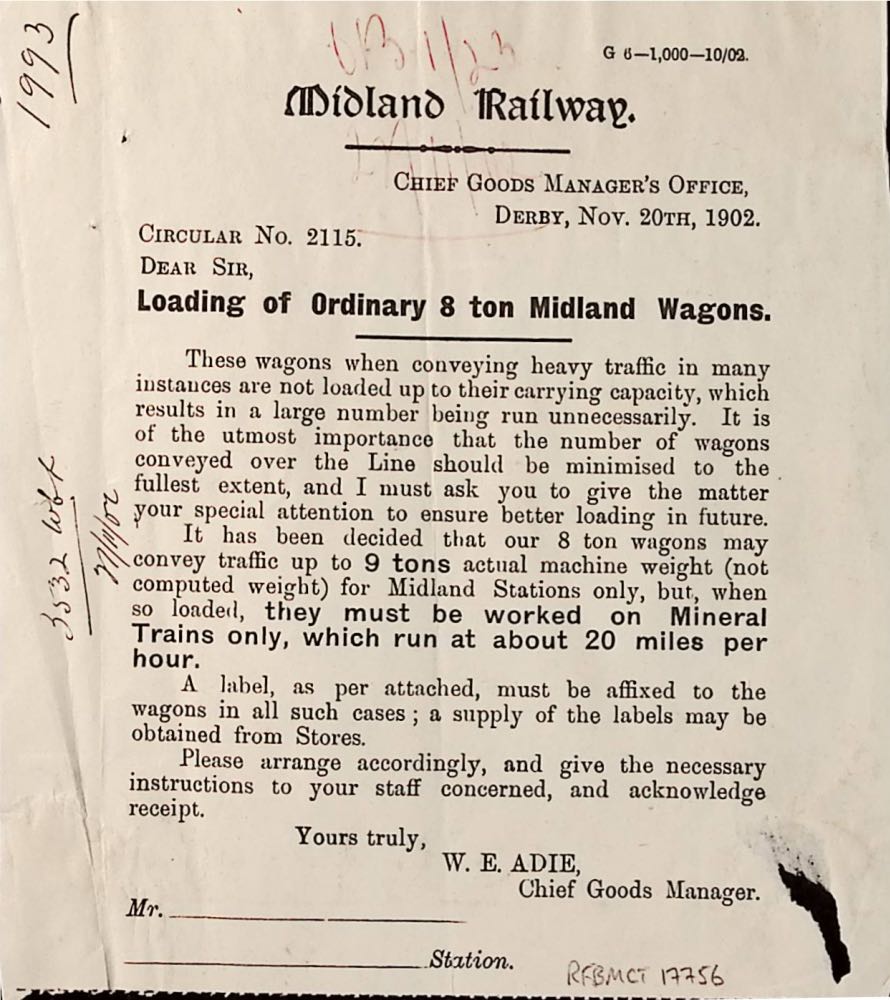 1993
G 6—1,000—10/02.
Midland Railway.
CHIEF GOODS MANAGER'S OFFICE,
DERBY, NOV. 20TH, 1902.
CIRCULAR No. 2115.
DEAR SIR,
Loading of Ordinary 8 ton Midland Wagons.
These wagons when conveying heavy traffic in many
instances are not loaded up to their carrying capacity, which
results in a large number being run unnecessarily. It is
of the utmost importance that the number of wagons
conveyed over the Line should be minimised to the
fullest extent, and I must ask you to give the matter
your special attention to ensure better loading in future.
It has been decided that our 8 ton wagons may
convey traffic up to 9 tons actual machine weight (not
computed weight) for Midland Stations only, but, when
so loaded, they must be worked on Mineral
Trains only, which run at about 20 miles per
hour.
A label, as per attached, must be affixed to the
wagons in all such cases ; a supply of the labels may be
obtained from Stores.
Please arrange accordingly, and give the necessary
instructions to your staff concerned, and acknowledge
receipt.
Yours truly,
W. E. ADIE,
Chief Goods Manager.
Mr.
Station.
3532
RFBMCT 17756